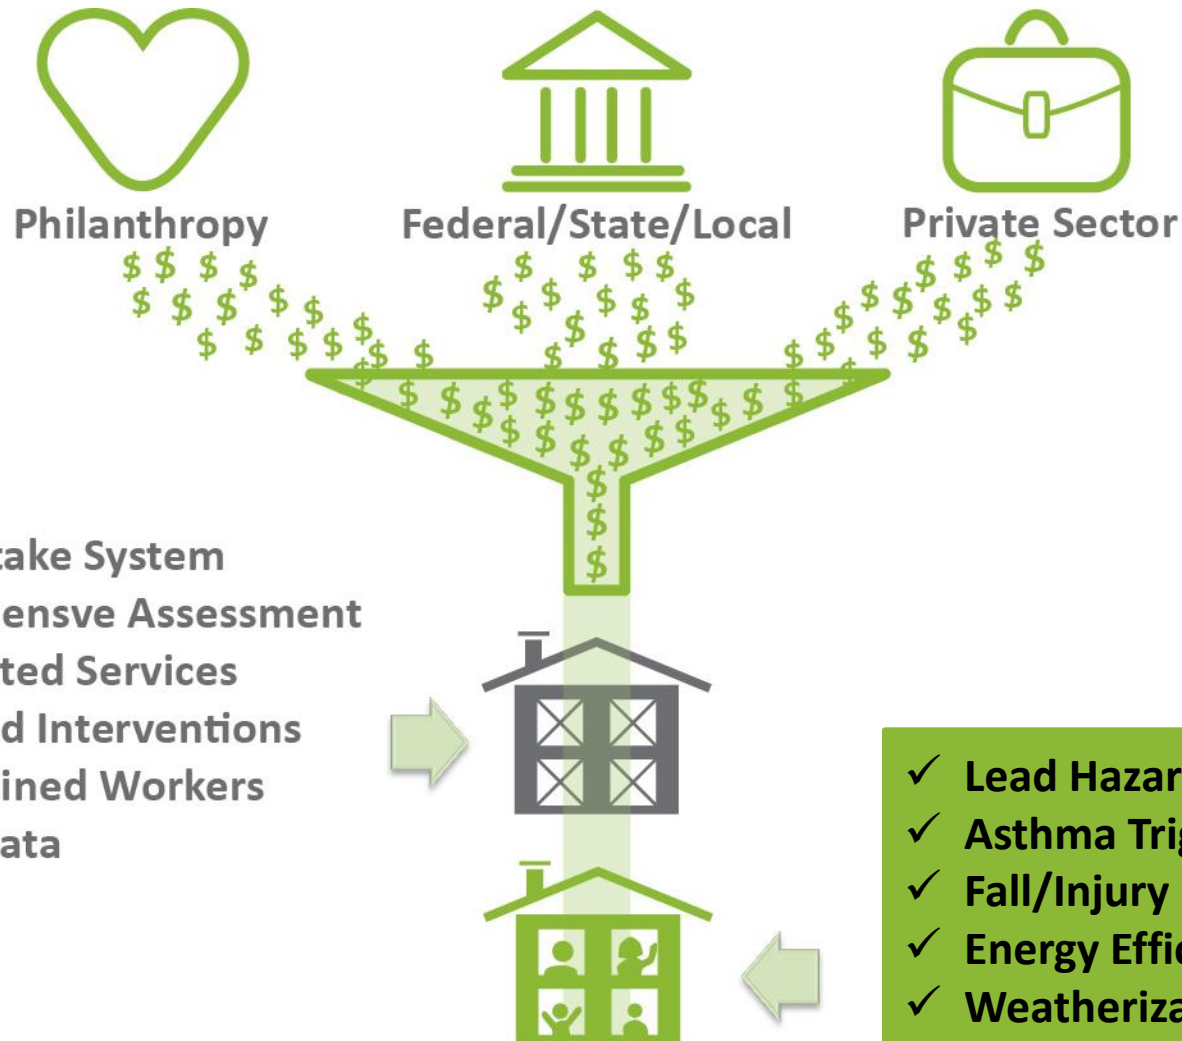 Philanthropy
Federal/State/Local
Private Sector
take System
ensve Assessment
ted Services
d Interventions
ined Workers
ata
✓ Lead Hazar
✓ Asthma Trig
✓ Fall/Injury
✓ Energy Effic
✓ Weatheriza